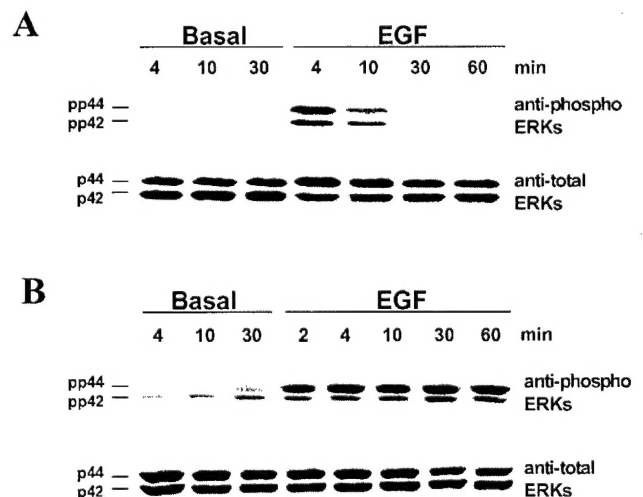 A
Basal EGF
4 10 30 4 10 30 60 min
pp44 anti-phospho
pp42 ERKs
p44 anti-total
p42 ERKs
B
Basal EGF
4 10 30 2 4 10 30 60 min
pp44 anti-phospho
pp42 ERKs
p44 anti-total
p42 ERKs